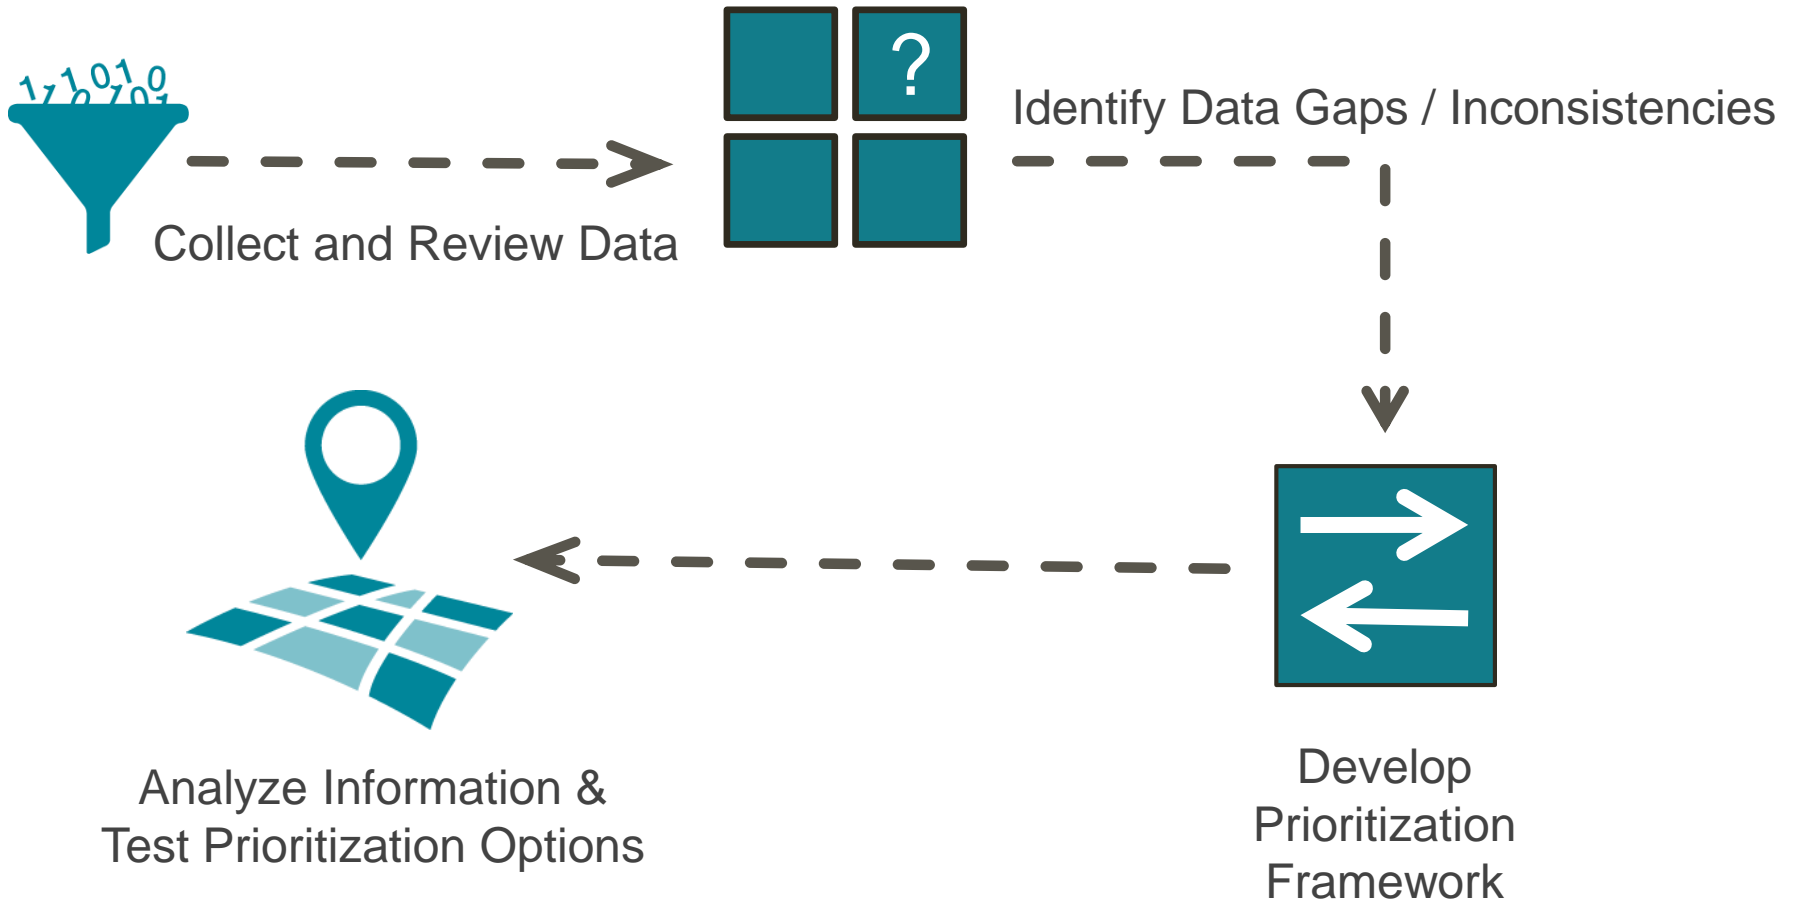 ?
Identify Data Gaps / Inconsistencies
Collect and Review Data
Analyze Information &
Test Prioritization Options
Develop
Prioritization
Framework